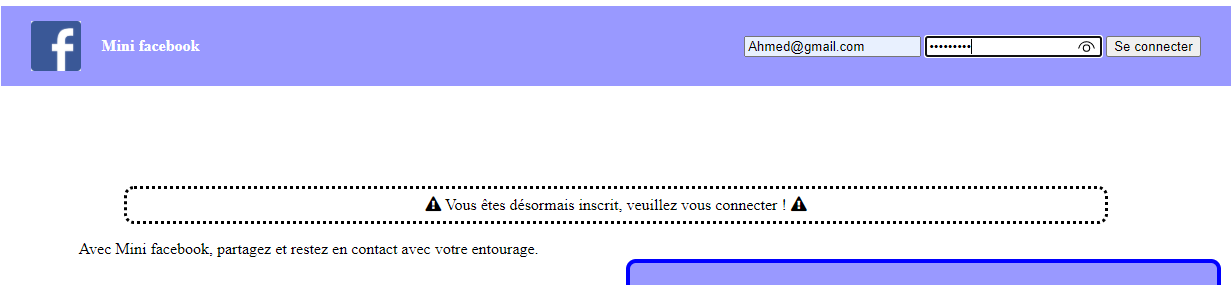 f Mini facebook Ahmed@gmail.com ••••••••• Se connecter
Vous êtes désormais inscrit, veuillez vous connecter !
Avec Mini facebook, partagez et restez en contact avec votre entourage.